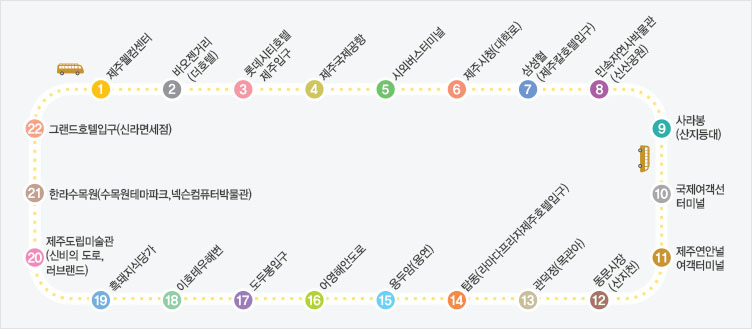 1
제주웰컴센터
2
바오젠거리
(더호텔)
3
롯데시티호텔
제주입구
4
제주국제공항
5
시외버스터미널
6
제주시청(대학로)
7
삼성혈
(제주칼호텔입구)
8
민속자연사박물관
(신산공원)
9
사라봉
(산지등대)
10
국제여객선
터미널
11
제주연안널
여객터미널
12
동문시장
(산지천)
13
관덕정(목관아)
14
탑동(라마다프라자제주호텔입구)
15
용두암(용연)
16
어영해안도로
17
도두봉입구
18
이호테우해변
19
흑돼지식당가
20
제주도립미술관
(신비의 도로,
러브랜드)
21
한라수목원(수목원테마파크,넥슨컴퓨터박물관)
22
그랜드호텔입구(신라면세점)